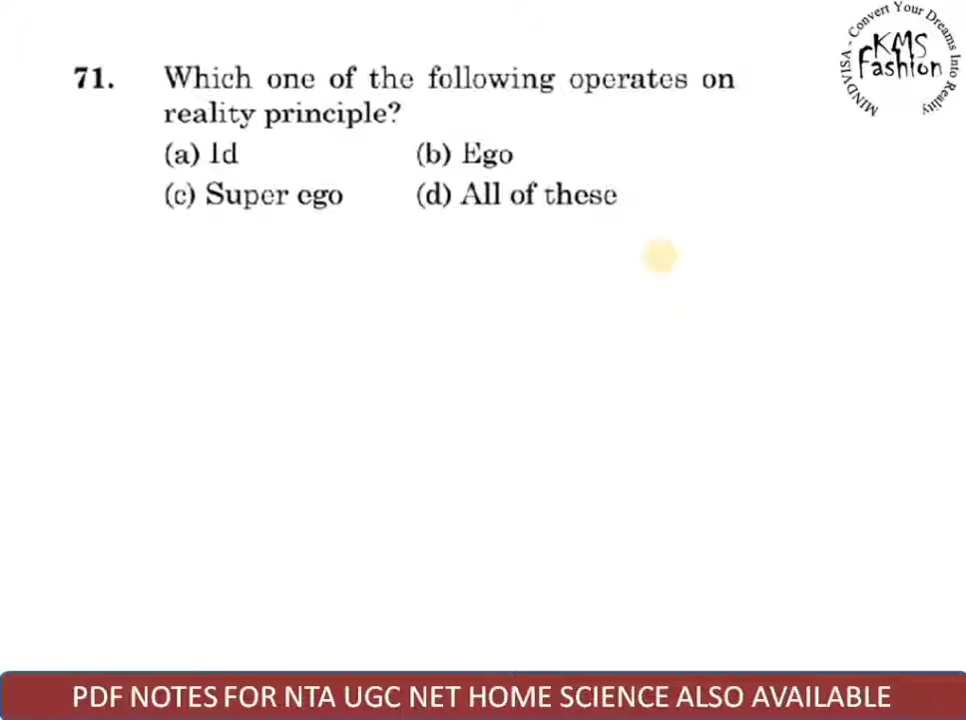 71. Which one of the following operates on
reality principle?
(a) Id (b) Ego
(c) Super ego (d) All of these
MINDVISA - Convert Your Dreams Into Reality
KMS
Fashion
PDF NOTES FOR NTA UGC NET HOME SCIENCE ALSO AVAILABLE